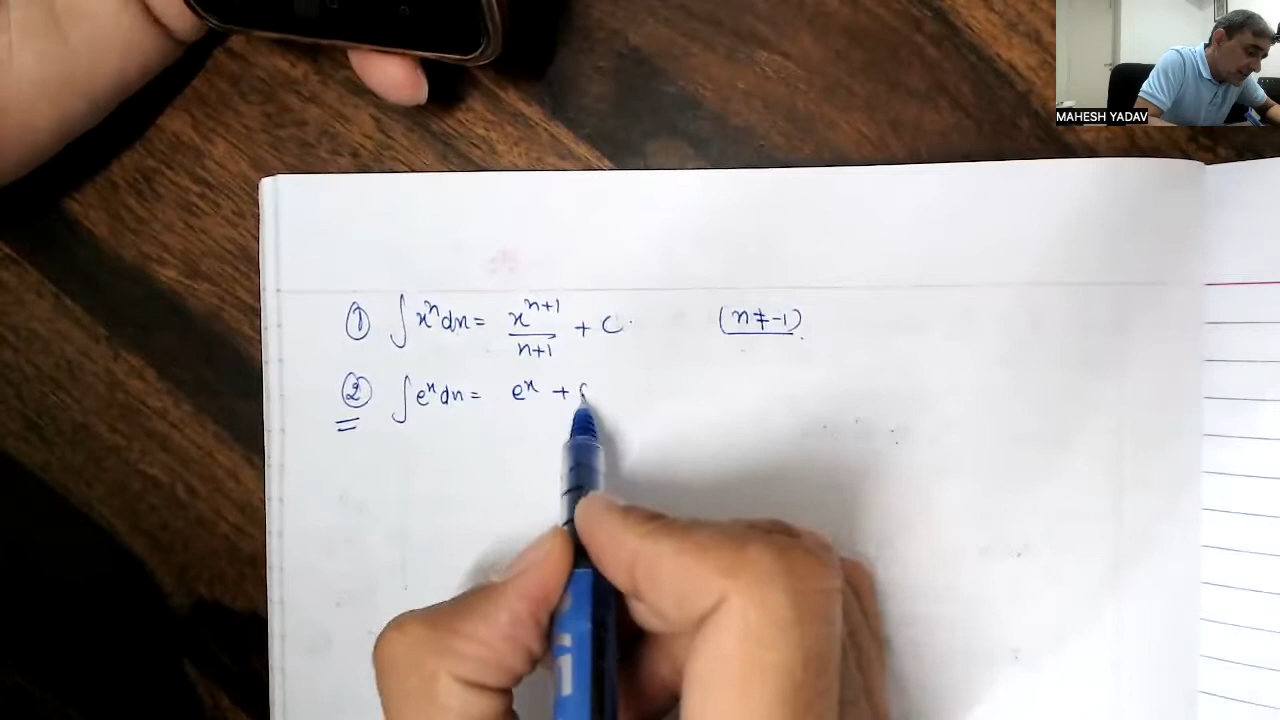 MAHESH YADAV
① ∫xⁿdx = xⁿ⁺¹/n+1 + C. (n≠-1).
② ∫eˣdx = eˣ + C